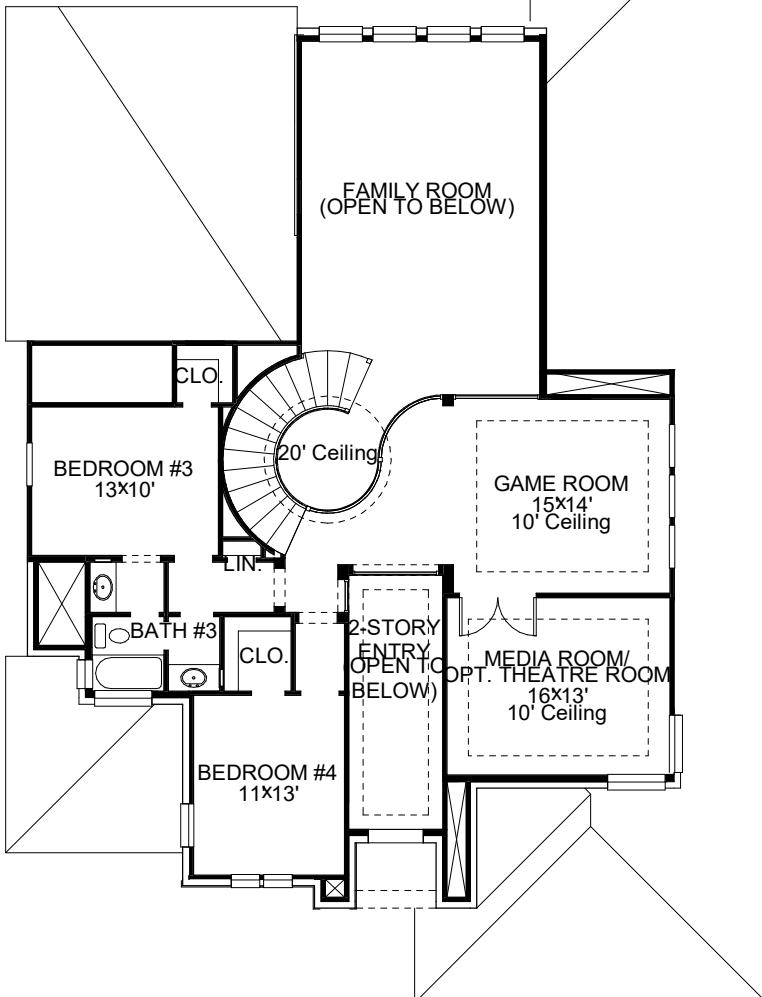 FAMILY ROOM
(OPEN TO BELOW)
CLO.
20' Ceiling
BEDROOM #3
13X10'
GAME ROOM
15X14'
10' Ceiling
LIN.
BATH #3
2-STORY
ENTRY
(OPEN TO
BELOW)
CLO.
MEDIA ROOM/
OPT. THEATRE ROOM
16X13'
10' Ceiling
BEDROOM #4
11X13'